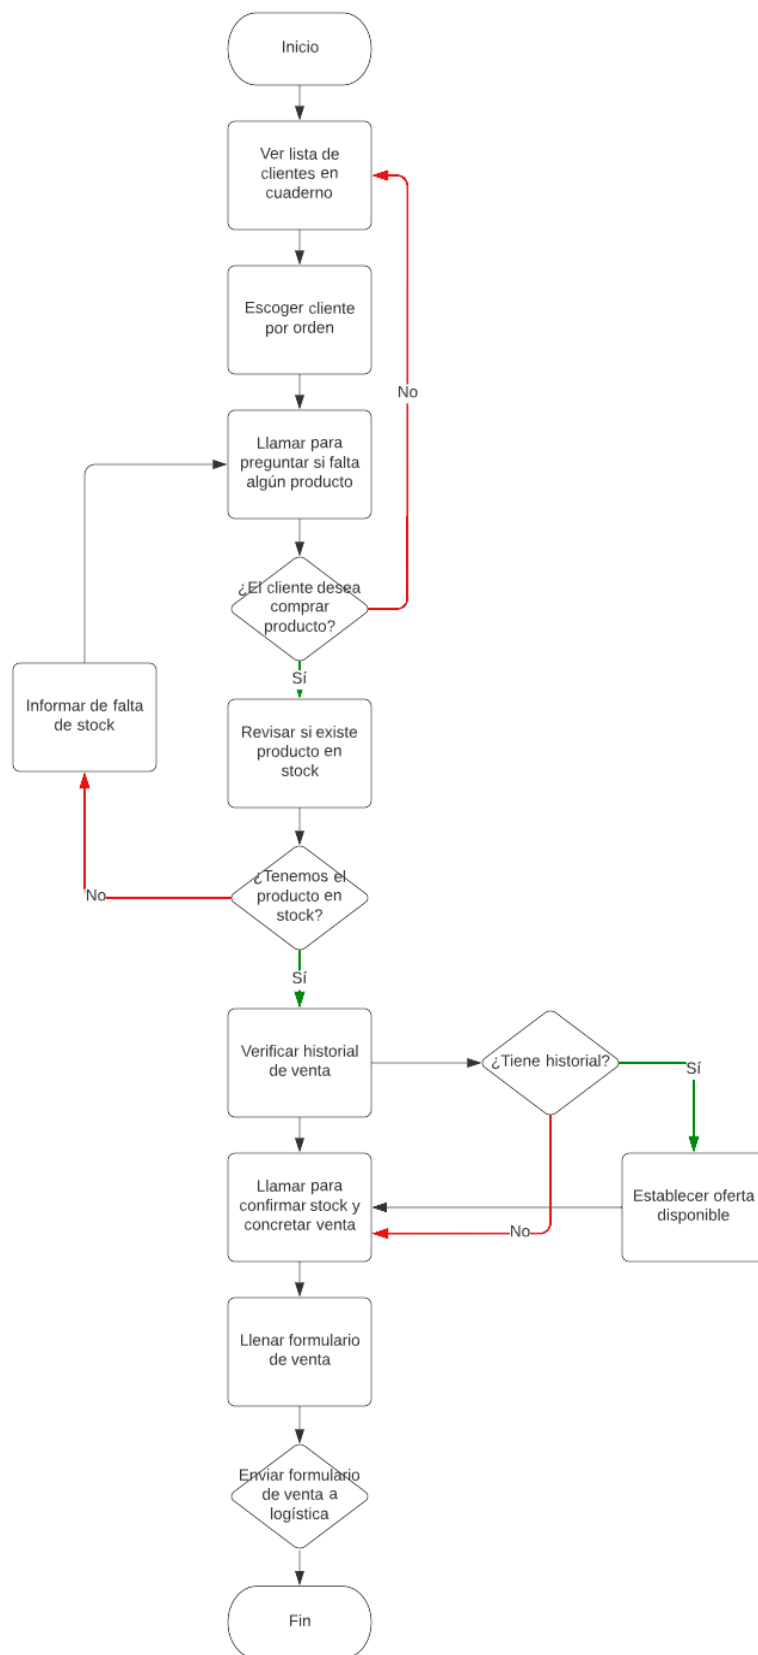 Inicio
Ver lista de
clientes en
cuaderno
Escoger cliente
por orden
No
Llamar para
preguntar si falta
algún producto
¿El cliente desea
comprar
producto?
Sí
Informar de falta
de stock
Revisar si existe
producto en
stock
¿Tenemos el
producto en
stock?
No
Sí
Verificar historial
de venta
¿Tiene historial?
Sí
Llamar para
confirmar stock y
concretar venta
Establecer oferta
disponible
No
Llenar formulario
de venta
Enviar formulario
de venta a
logística
Fin